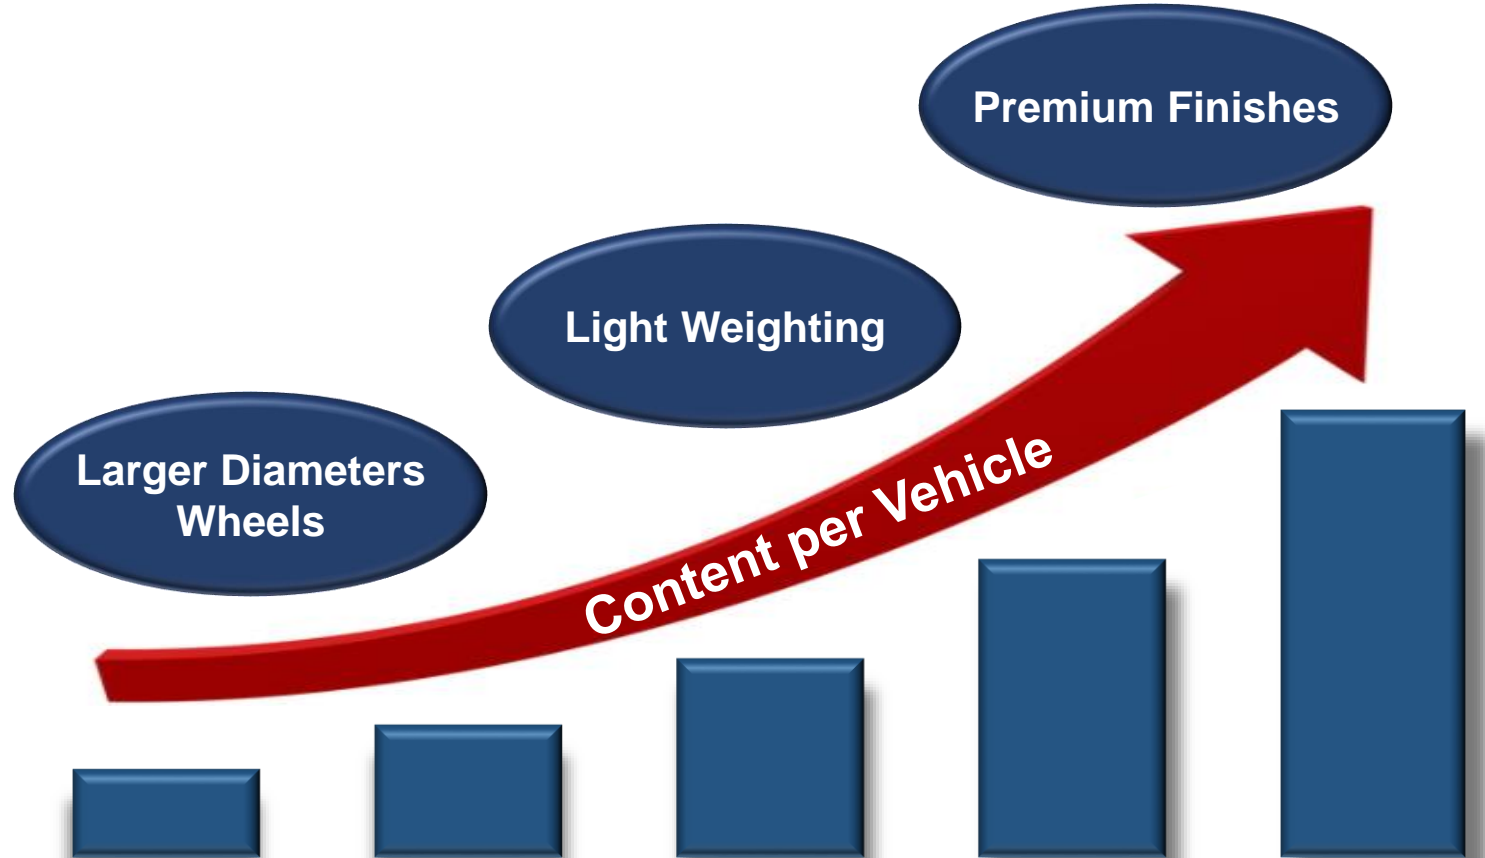 Premium Finishes
Light Weighting
Larger Diameters
Wheels
Content per Vehicle